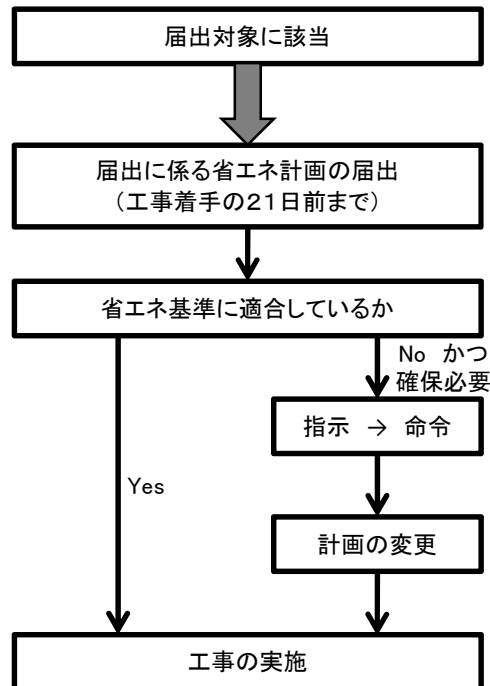 届出対象に該当
届出に係る省エネ計画の届出
（工事着手の２１日前まで）
省エネ基準に適合しているか
No かつ
確保必要
指示 → 命令
Yes
計画の変更
工事の実施